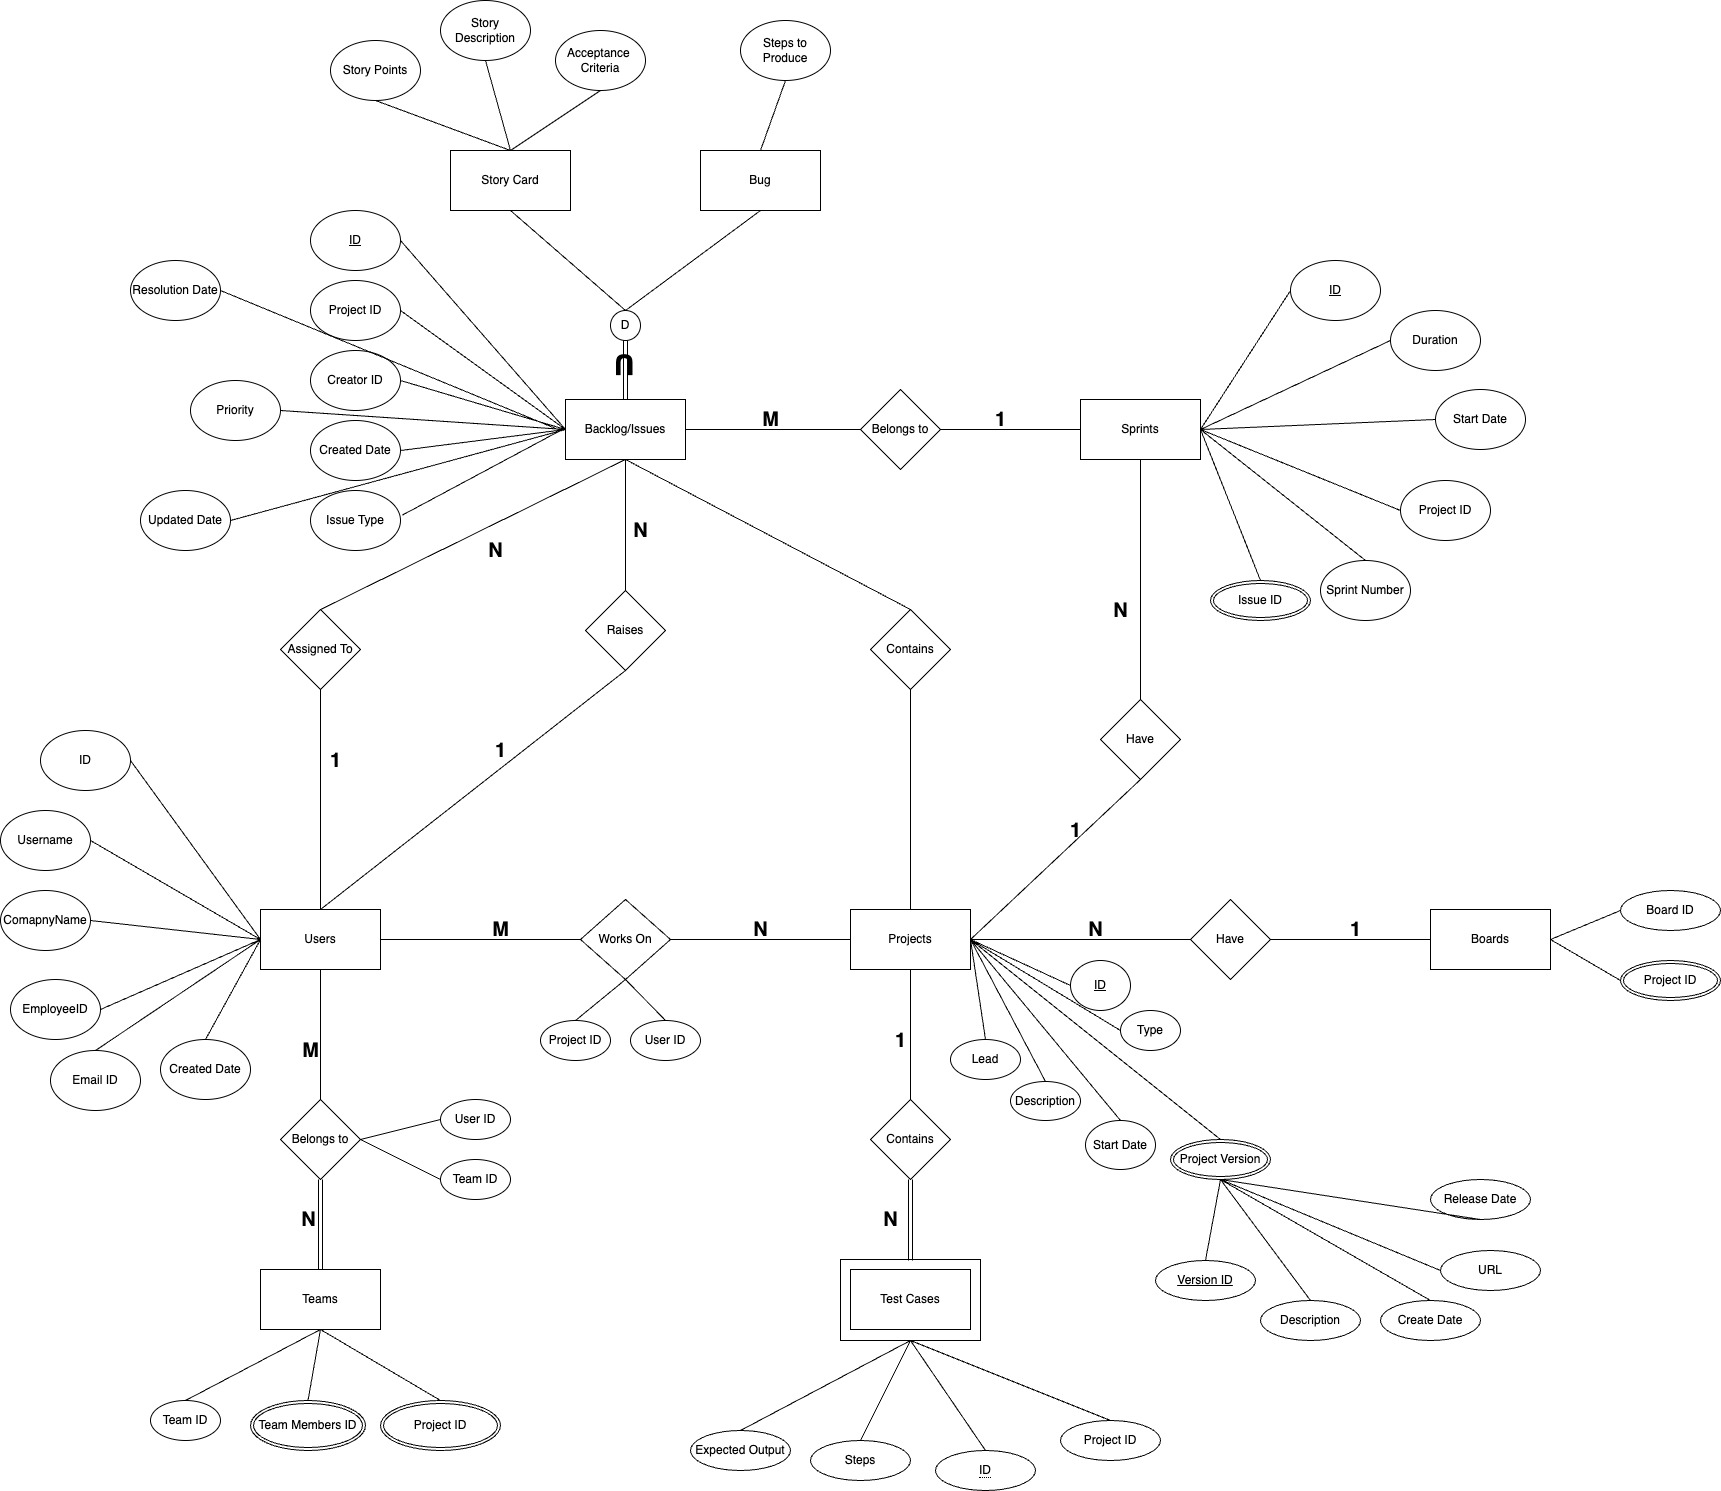 Story
Description
Steps to
Produce
Acceptance
Criteria
Story Points
Story Card
Bug
ID
Resolution Date
Project ID
D
U
Creator ID
Priority
Created Date
Updated Date
Issue Type
Backlog/Issues
M
Belongs to
1
Sprints
ID
Duration
Start Date
Project ID
Sprint Number
Issue ID
N
N
N
Assigned To
Raises
Contains
Have
1
1
1
ID
Username
ComapnyName
EmployeeID
Email ID
Created Date
Users
M
Works On
N
Projects
N
Have
1
Boards
Board ID
Project ID
Project ID
User ID
ID
Type
Lead
Description
Start Date
Project Version
Release Date
URL
Version ID
Description
Create Date
M
1
Belongs to
User ID
Team ID
Contains
N
N
Teams
Test Cases
Team ID
Team Members ID
Project ID
Expected Output
Steps
ID
Project ID